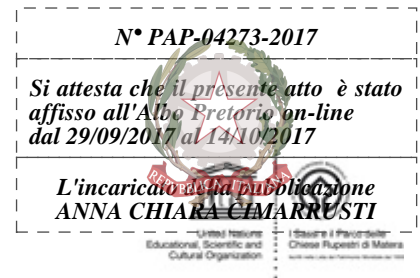 N° PAP-04273-2017
Si attesta che il presente atto è stato
affisso all'Albo Pretorio on-line
dal 29/09/2017 al 14/10/2017
L'incaricato della pubblicazione
ANNA CHIARA CIMARRUSTI
REPUBBLICA ITALIANA
United Nations
Educational, Scientific and
Cultural Organization
I Sassi e il Parco delle
Chiese Rupestri di Matera